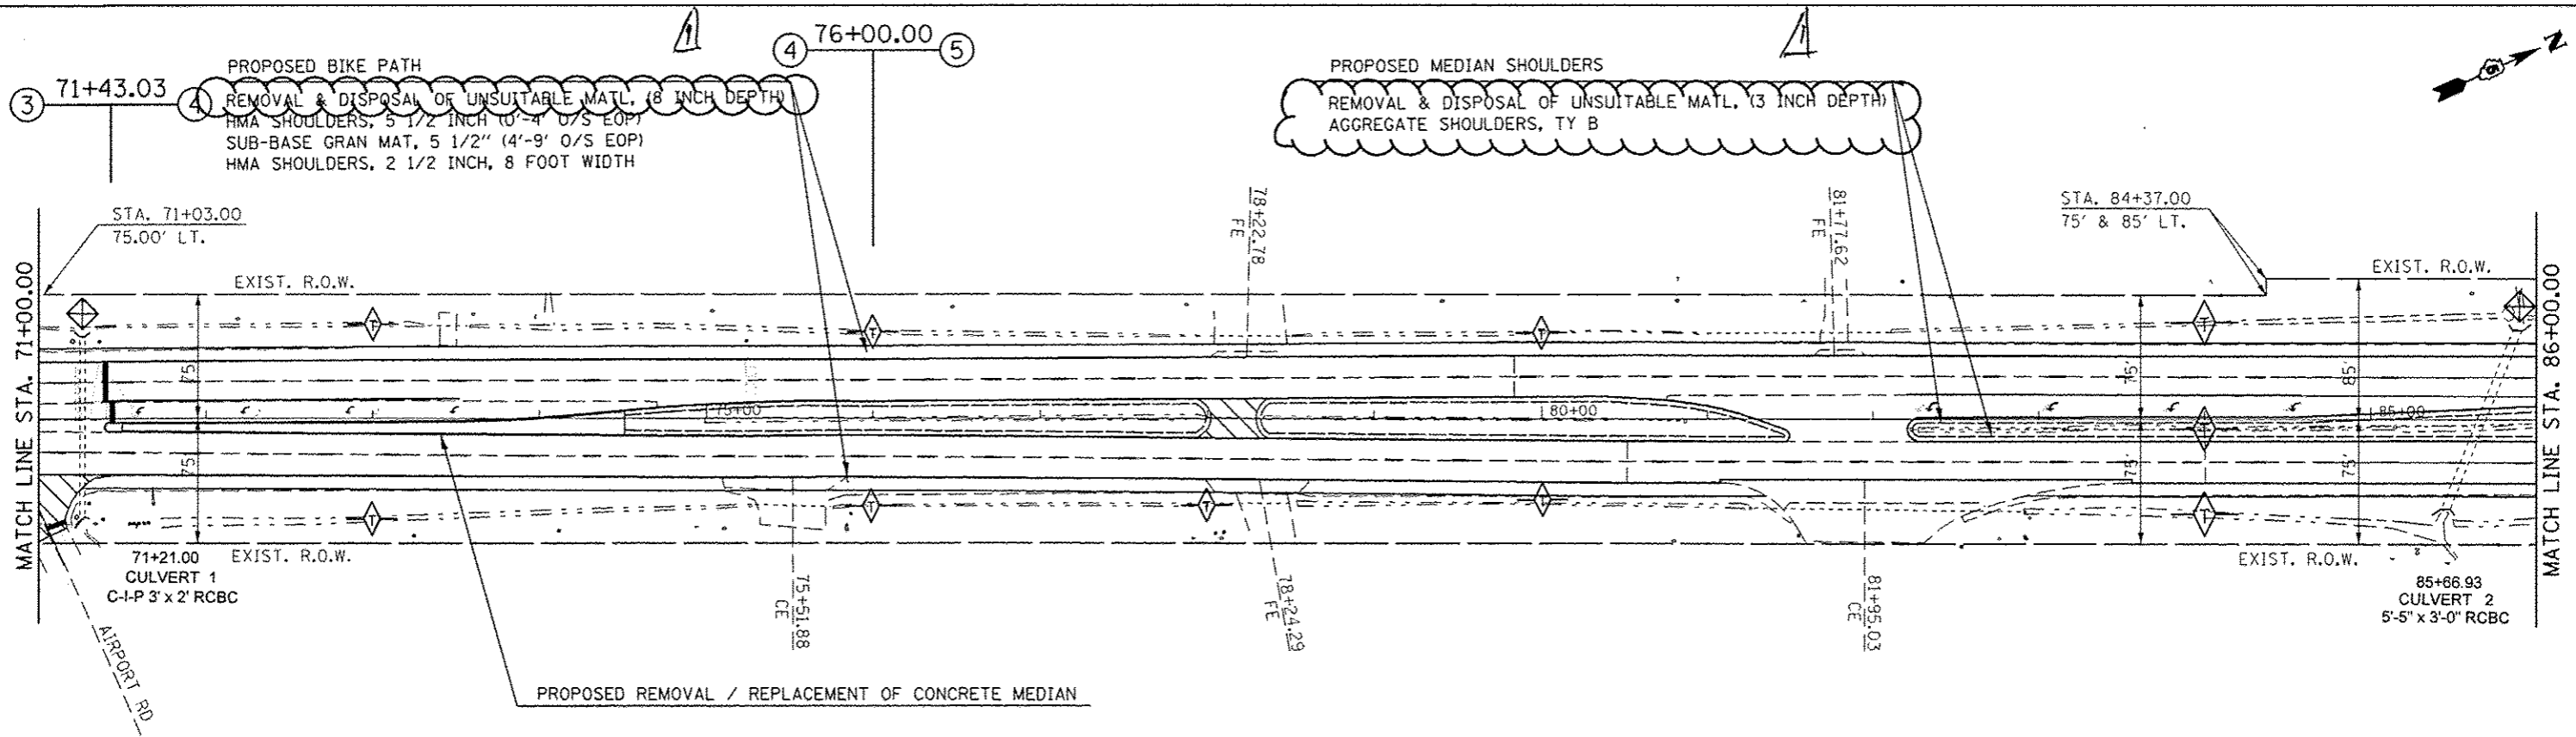 1
1
N
3 71+43.03 4
4 76+00.00 5
PROPOSED BIKE PATH
REMOVAL & DISPOSAL OF UNSUITABLE MATL, (8 INCH DEPTH)
HMA SHOULDERS, 5 1/2 INCH (0'-4' O/S EOP)
SUB-BASE GRAN MAT, 5 1/2" (4'-9' O/S EOP)
HMA SHOULDERS, 2 1/2 INCH, 8 FOOT WIDTH
PROPOSED MEDIAN SHOULDERS
REMOVAL & DISPOSAL OF UNSUITABLE MATL, (3 INCH DEPTH)
AGGREGATE SHOULDERS, TY B
STA. 71+03.00
75.00' LT.
78+22.78
FE
81+77.62
FE
STA. 84+37.00
75' & 85' LT.
MATCH LINE STA. 71+00.00
EXIST. R.O.W.
EXIST. R.O.W.
MATCH LINE STA. 86+00.00
T
T
T
T
75'
75'
85'
75+00
80+00
85+00
T
75'
75'
75'
T
T
T
T
T
71+21.00
CULVERT 1
C-I-P 3' x 2' RCBC
EXIST. R.O.W.
EXIST. R.O.W.
75+51.88
CE
78+24.29
FE
81+95.03
CE
85+66.93
CULVERT 2
5'-5" x 3'-0" RCBC
AIRPORT RD
PROPOSED REMOVAL / REPLACEMENT OF CONCRETE MEDIAN